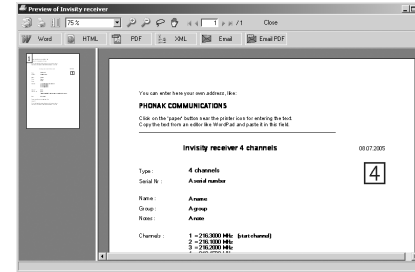 Preview of Invisity receiver
75% 1 /1 Close
Word HTML PDF XML Email Email PDF
1
You can enter here your own address, like:
PHONAK COMMUNICATIONS
Click on the 'paper' button near the printer icon for entering the text.
Copy the text from an editor like WordPad and paste it in this field.
Invisity receiver 4 channels 08.07.2005
Type : 4 channels
4
Serial Nr : A serial number
Name : A name
Group : A group
Notes : A note
Channels : 1 = 216.3000 MHz (start channel)
2 = 216.1000 MHz
3 = 216.2000 MHz